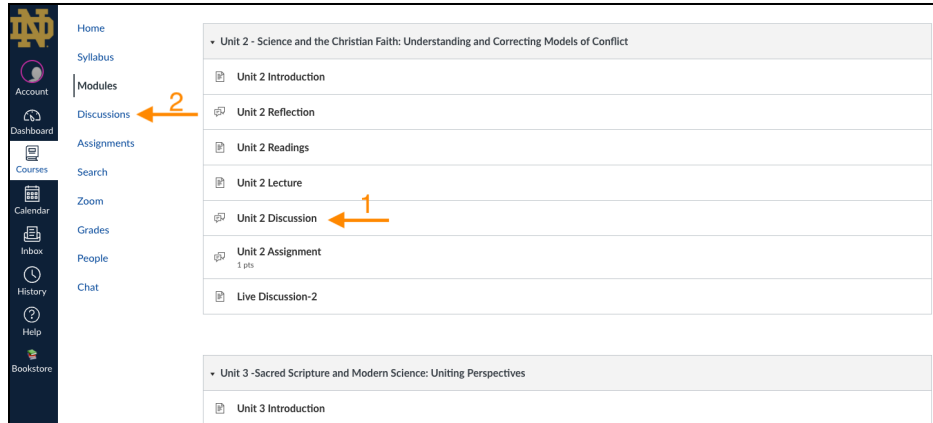 ND
Account
Dashboard
Courses
Calendar
Inbox
History
Help
Bookstore
Home
Syllabus
Modules
Discussions
2
Assignments
Search
Zoom
Grades
People
Chat
Unit 2 - Science and the Christian Faith: Understanding and Correcting Models of Conflict
Unit 2 Introduction
Unit 2 Reflection
Unit 2 Readings
Unit 2 Lecture
1
Unit 2 Discussion
Unit 2 Assignment
1 pts
Live Discussion-2
Unit 3 -Sacred Scripture and Modern Science: Uniting Perspectives
Unit 3 Introduction